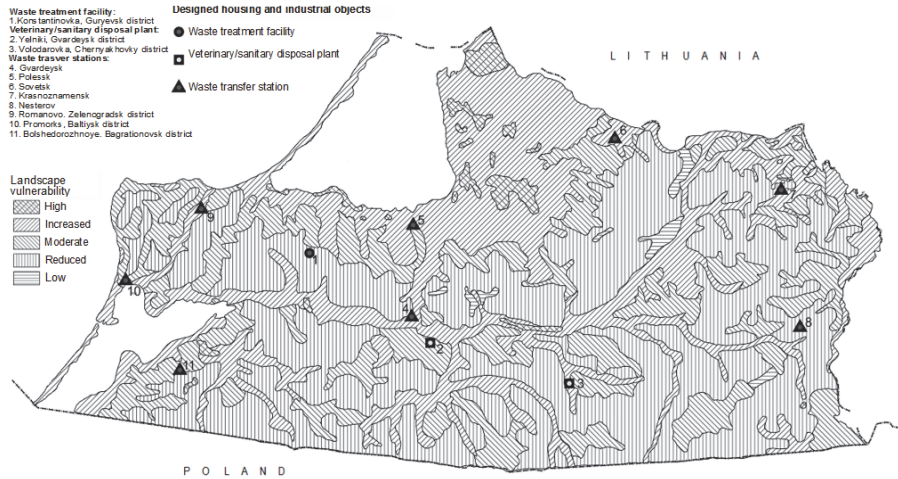 Waste treatment facility:
1.Konstantinovka, Guryevsk district
Veterinary/sanitary disposal plant:
2. Yelniki, Gvardeysk district
3. Volodarovka, Chernyakhovky district
Waste trasver stations:
4. Gvardeysk
5. Polessk
6. Sovetsk
7. Krasnoznamensk
8. Nesterov
9. Romanovo. Zelenogradsk district
10. Promorks, Baltiysk district
11. Bolshedorozhnoye. Bagrationovsk district
Designed housing and industrial objects
Waste treatment facility
Veterinary/sanitary disposal plant
Waste transfer station
LITHUANIA
Landscape
vulnerability
High
Increased
Moderate
Reduced
Low
6
7
9
5
1
10
4
8
2
11
3
POLAND